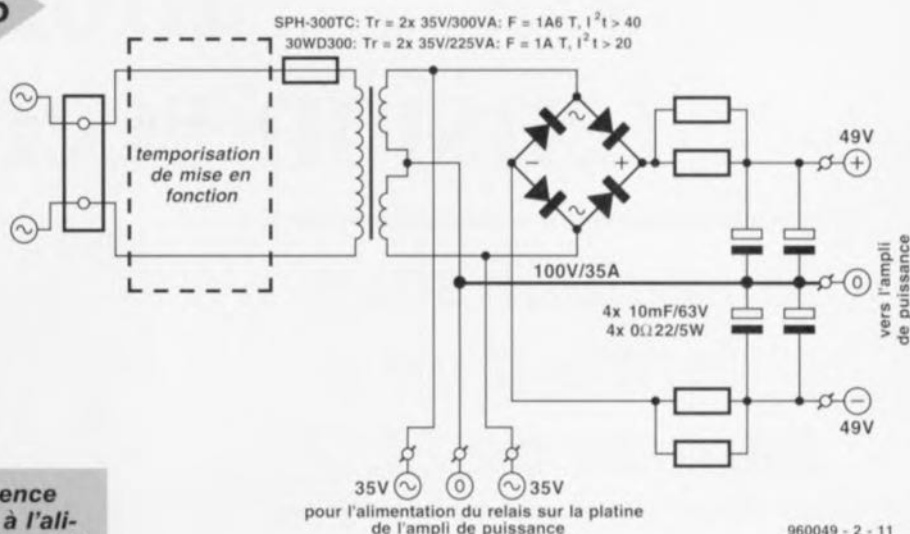 SPH-300TC: Tr = 2x 35V/300VA: F = 1A6 T, I²t > 40
30WD300: Tr = 2x 35V/225VA: F = 1A T, I²t > 20
temporisation
de mise en
fonction
~
~
~
~
−
+
100V/35A
4x 10mF/63V
4x 0Ω22/5W
49V
+
0
−
49V
vers l'ampli
de puissance
35V
~
0
~
35V
pour l'alimentation du relais sur la platine
de l'ampli de puissance
à l'ali-
960049 - 2 - 11